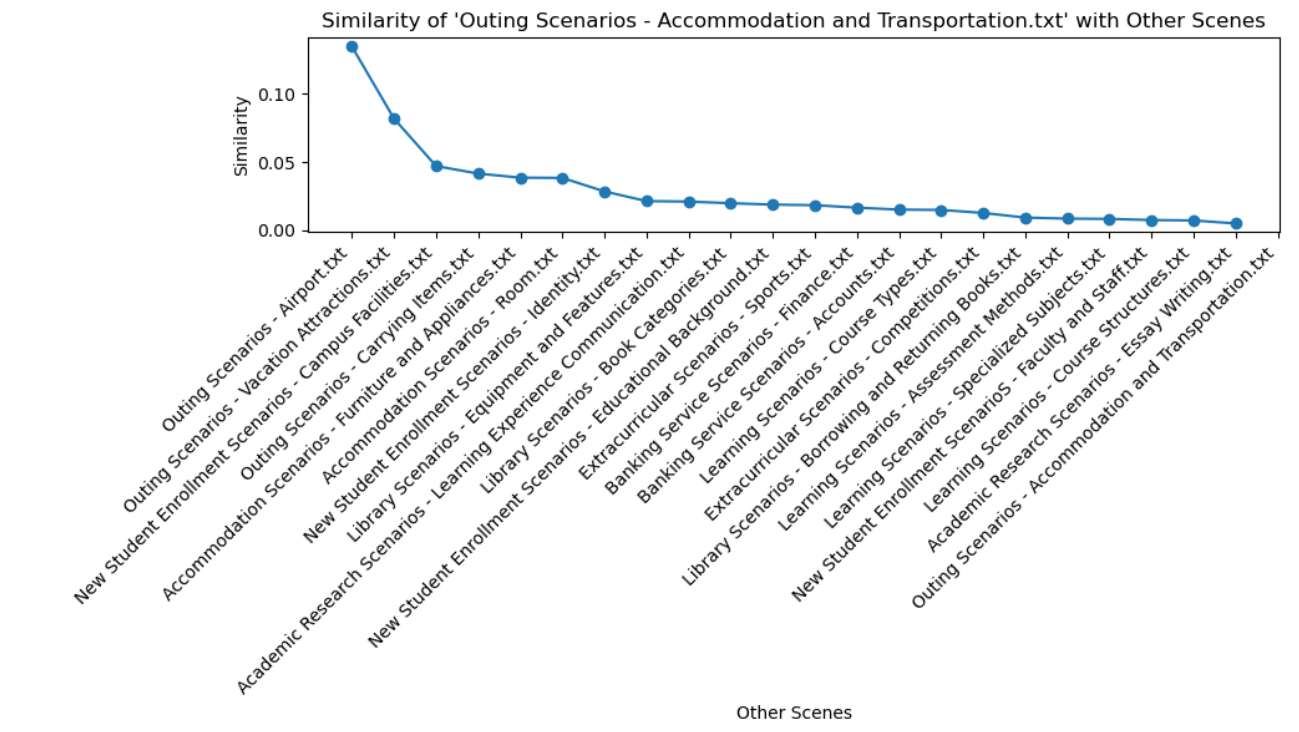 Similarity of 'Outing Scenarios - Accommodation and Transportation.txt' with Other Scenes
Similarity
0.10
0.05
0.00
Outing Scenarios - Airport.txt
Outing Scenarios - Vacation Attractions.txt
New Student Enrollment Scenarios - Campus Facilities.txt
Outing Scenarios - Carrying Items.txt
Accommodation Scenarios - Furniture and Appliances.txt
Accommodation Scenarios - Room.txt
New Student Enrollment Scenarios - Identity.txt
Library Scenarios - Equipment and Features.txt
Academic Research Scenarios - Learning Experience Communication.txt
Library Scenarios - Book Categories.txt
New Student Enrollment Scenarios - Educational Background.txt
Extracurricular Scenarios - Sports.txt
Banking Service Scenarios - Finance.txt
Banking Service Scenarios - Accounts.txt
Learning Scenarios - Course Types.txt
Extracurricular Scenarios - Competitions.txt
Library Scenarios - Borrowing and Returning Books.txt
Learning Scenarios - Assessment Methods.txt
Learning Scenarios - Specialized Subjects.txt
New Student Enrollment Scenarios - Faculty and Staff.txt
Learning Scenarios - Course Structures.txt
Academic Research Scenarios - Essay Writing.txt
Outing Scenarios - Accommodation and Transportation.txt
Other Scenes